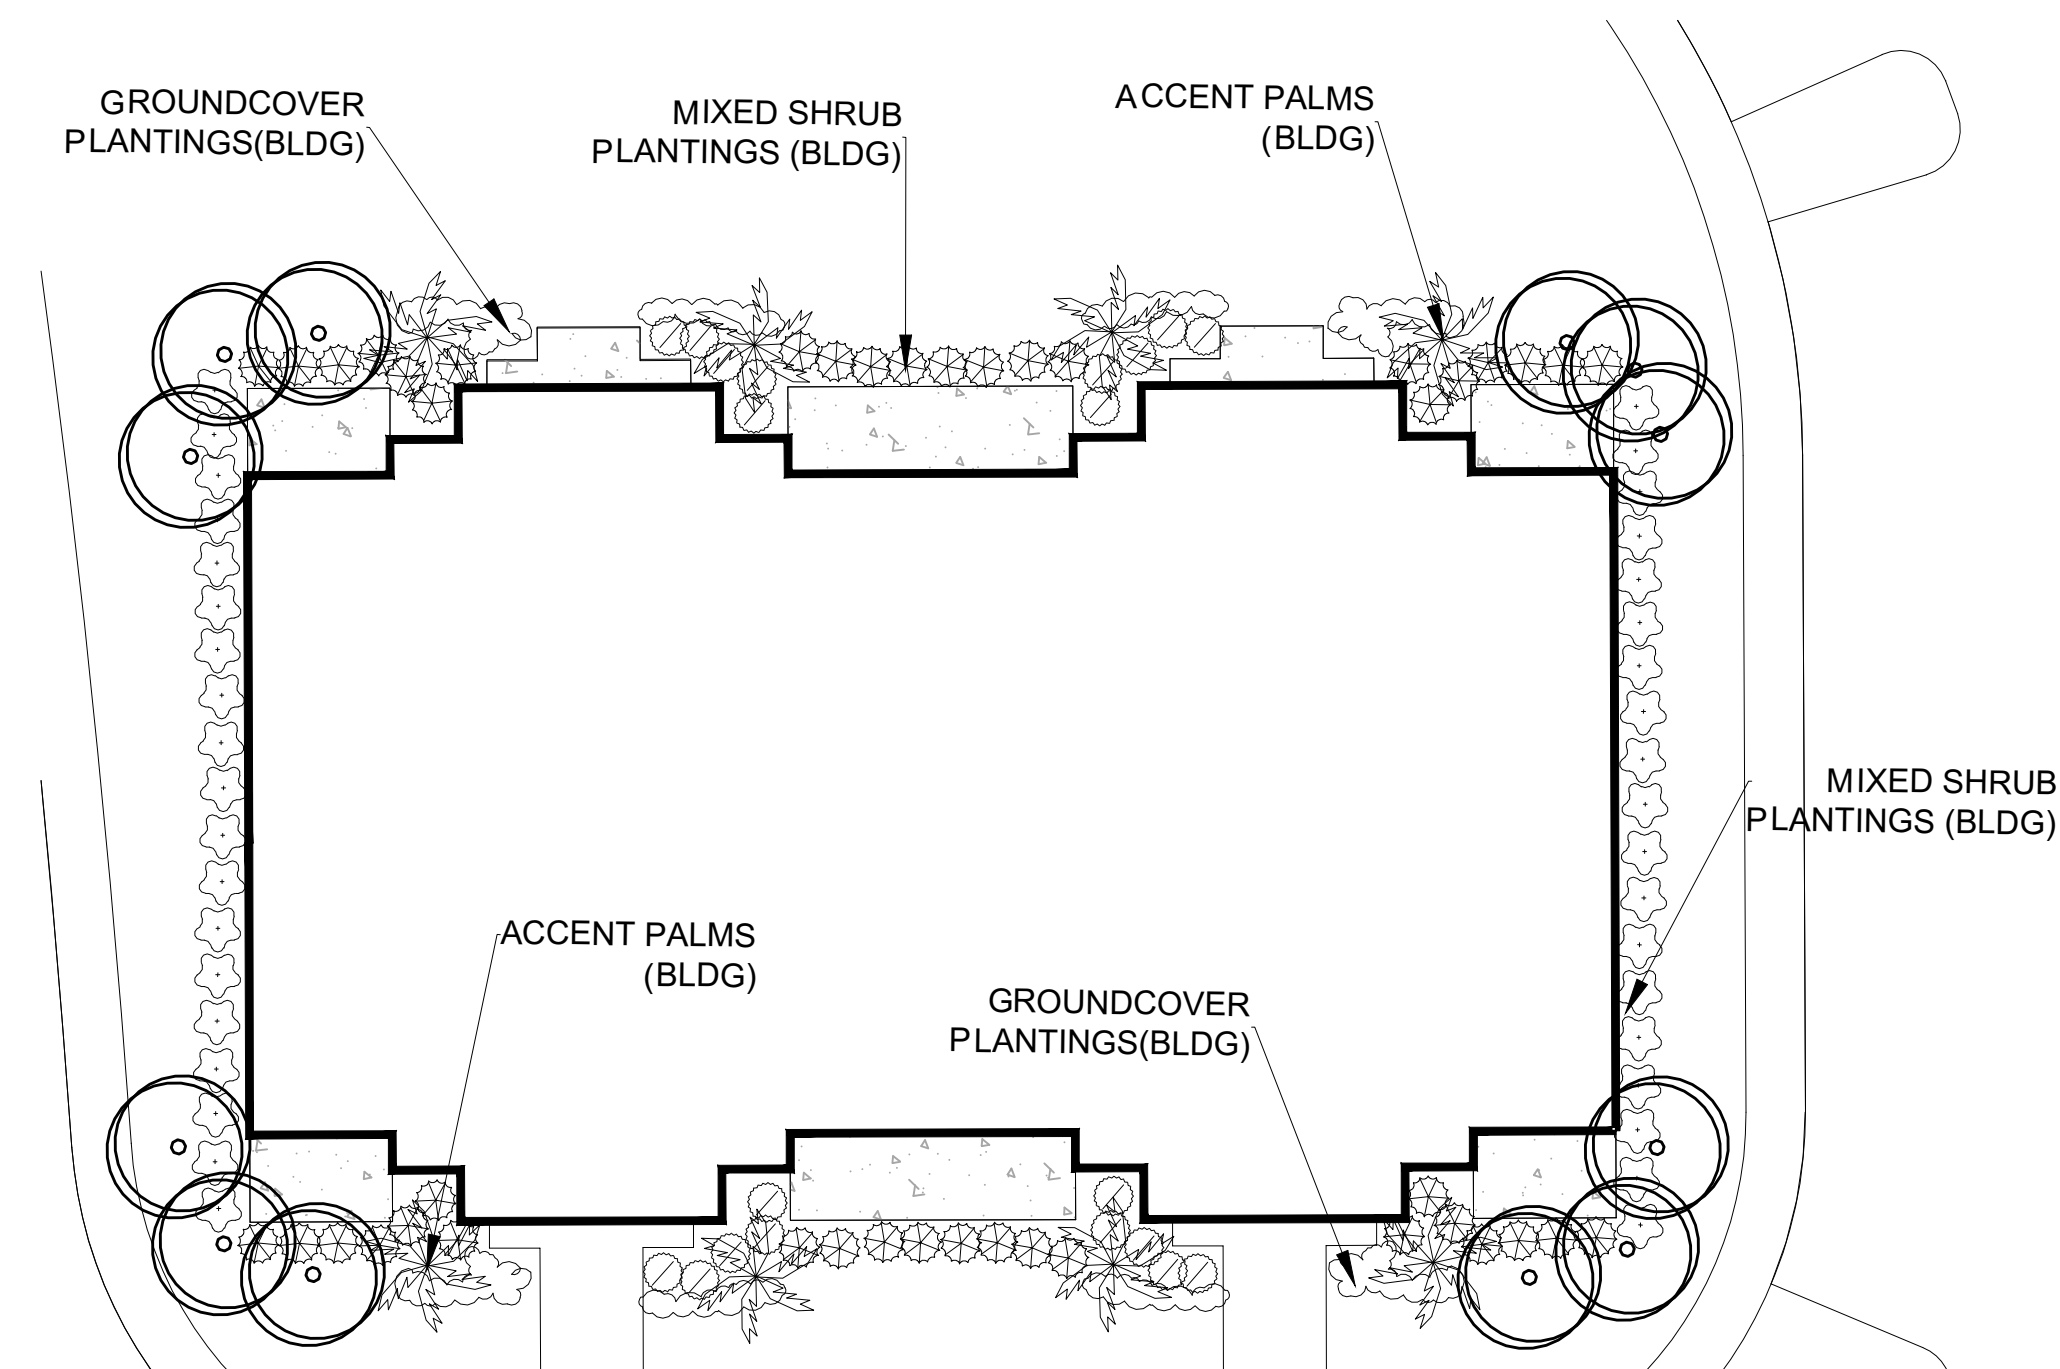 GROUNDCOVER
PLANTINGS(BLDG)
MIXED SHRUB
PLANTINGS (BLDG)
ACCENT PALMS
(BLDG)
MIXED SHRUB
PLANTINGS (BLDG)
ACCENT PALMS
(BLDG)
GROUNDCOVER
PLANTINGS(BLDG)